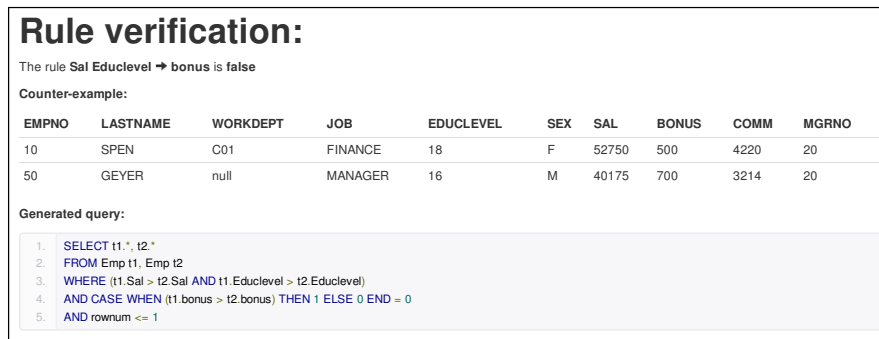 Rule verification:
The rule Sal Educlevel ➔ bonus is false
Counter-example:
EMPNO LASTNAME WORKDEPT JOB EDUCLEVEL SEX SAL BONUS COMM MGRNO
10 SPEN C01 FINANCE 18 F 52750 500 4220 20
50 GEYER null MANAGER 16 M 40175 700 3214 20
Generated query:
1. SELECT t1.*, t2.*
2. FROM Emp t1, Emp t2
3. WHERE (t1.Sal > t2.Sal AND t1.Educlevel > t2.Educlevel)
4. AND CASE WHEN (t1.bonus > t2.bonus) THEN 1 ELSE 0 END = 0
5. AND rownum <= 1